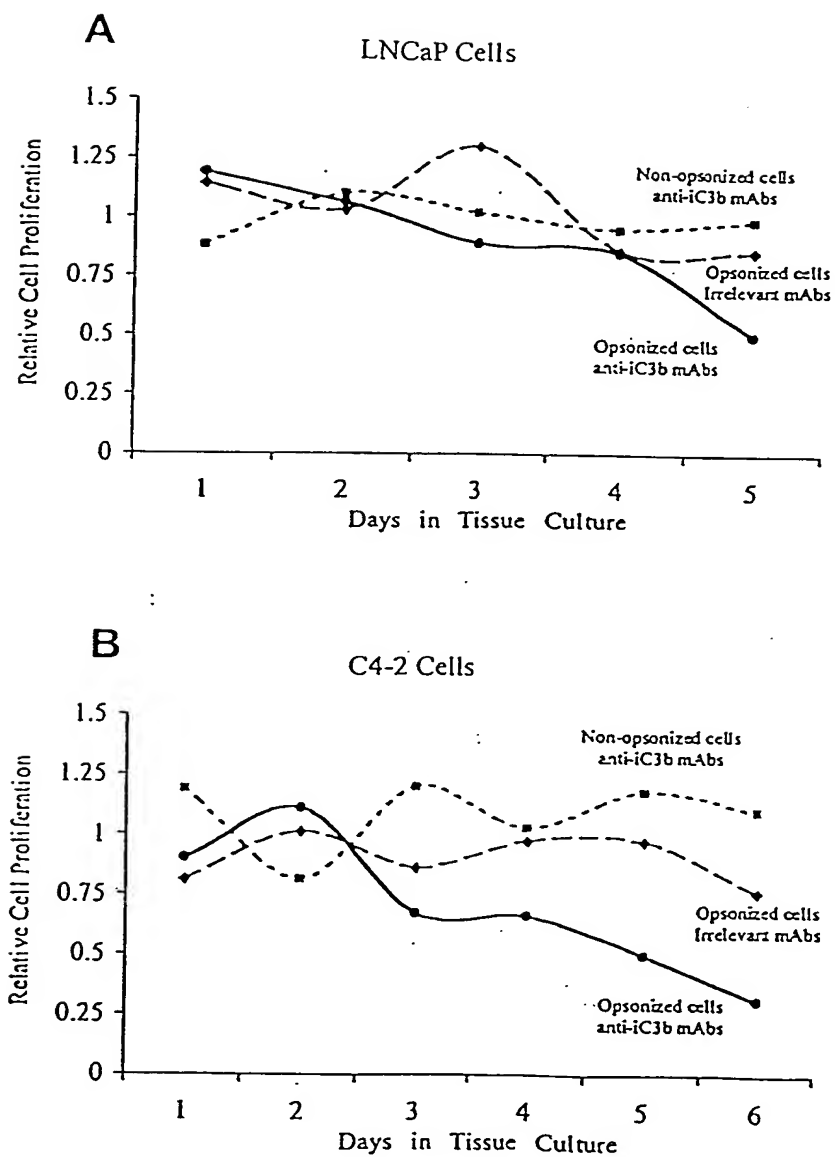 A
LNCaP Cells
1.5
1.25
1
0.75
0.5
0.25
0
Relative Cell Proliferation
Non-opsonized cells
anti-iC3b mAbs
Opsonized cells
Irrelevant mAbs
Opsonized cells
anti-iC3b mAbs
1 2 3 4 5
Days in Tissue Culture
B
C4-2 Cells
1.5
1.25
1
0.75
0.5
0.25
0
Relative Cell Proliferation
Non-opsonized cells
anti-iC3b mAbs
Opsonized cells
Irrelevant mAbs
Opsonized cells
anti-iC3b mAbs
1 2 3 4 5 6
Days in Tissue Culture